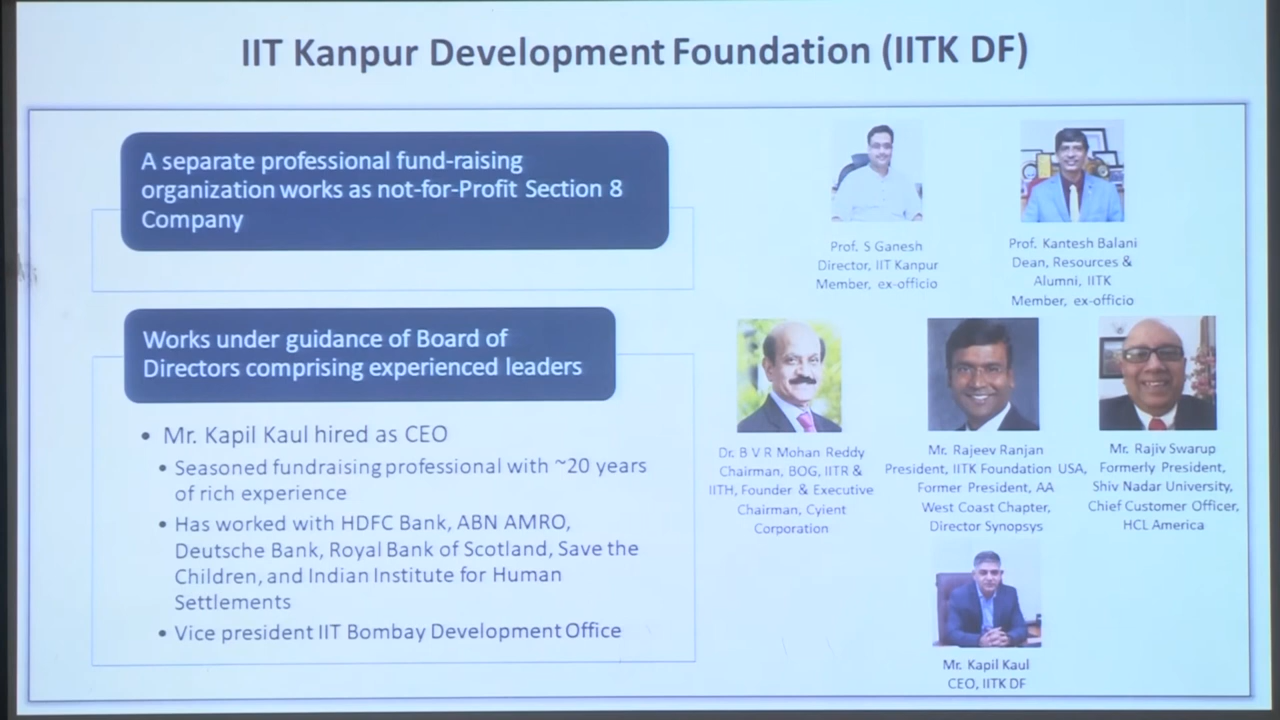 IIT Kanpur Development Foundation (IITK DF)
A separate professional fund-raising
organization works as not-for-Profit Section 8
Company
Works under guidance of Board of
Directors comprising experienced leaders
• Mr. Kapil Kaul hired as CEO
• Seasoned fundraising professional with ~20 years
of rich experience
• Has worked with HDFC Bank, ABN AMRO,
Deutsche Bank, Royal Bank of Scotland, Save the
Children, and Indian Institute for Human
Settlements
• Vice president IIT Bombay Development Office
Prof. S Ganesh
Director, IIT Kanpur
Member, ex-officio
Prof. Kantesh Balani
Dean, Resources &
Alumni, IITK
Member, ex-officio
Dr. B V R Mohan Reddy
Chairman, BOG, IITR &
IITH, Founder & Executive
Chairman, Cyient
Corporation
Mr. Rajeev Ranjan
President, IITK Foundation USA,
Former President, AA
West Coast Chapter,
Director Synopsys
Mr. Rajiv Swarup
Formerly President,
Shiv Nadar University,
Chief Customer Officer,
HCL America
Mr. Kapil Kaul
CEO, IITK DF